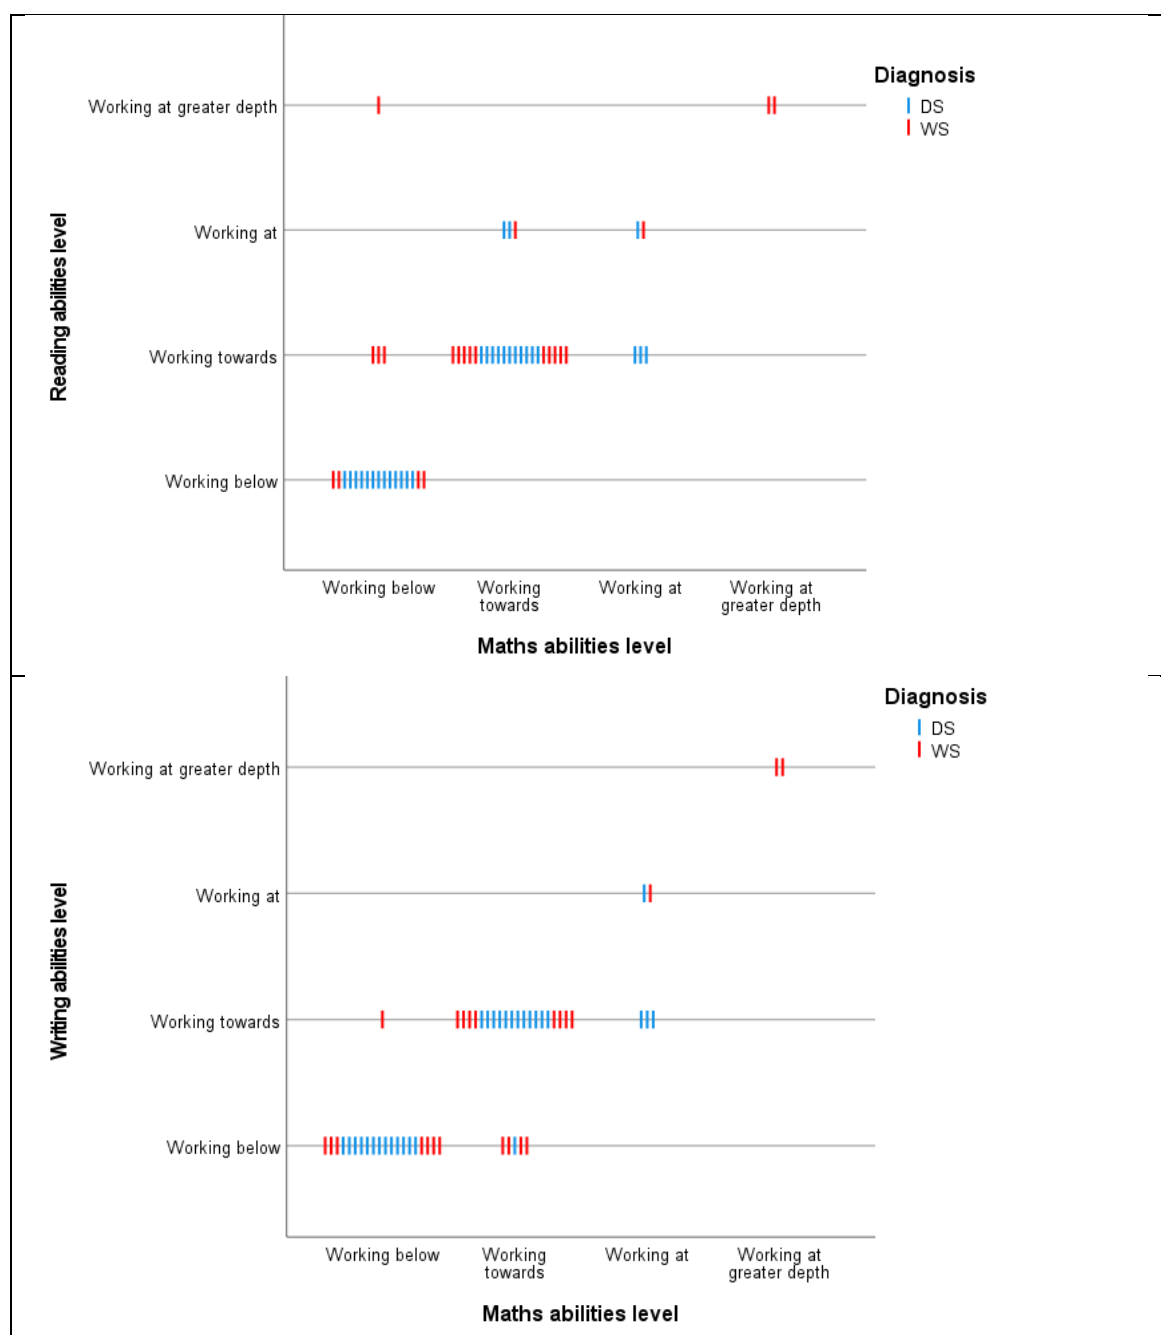 Diagnosis
DS
WS
Working at greater depth
Working at
Working towards
Working below
Reading abilities level
Working below
Working
towards
Working at
Working at
greater depth
Maths abilities level
Diagnosis
DS
WS
Working at greater depth
Working at
Working towards
Working below
Writing abilities level
Working below
Working
towards
Working at
Working at
greater depth
Maths abilities level